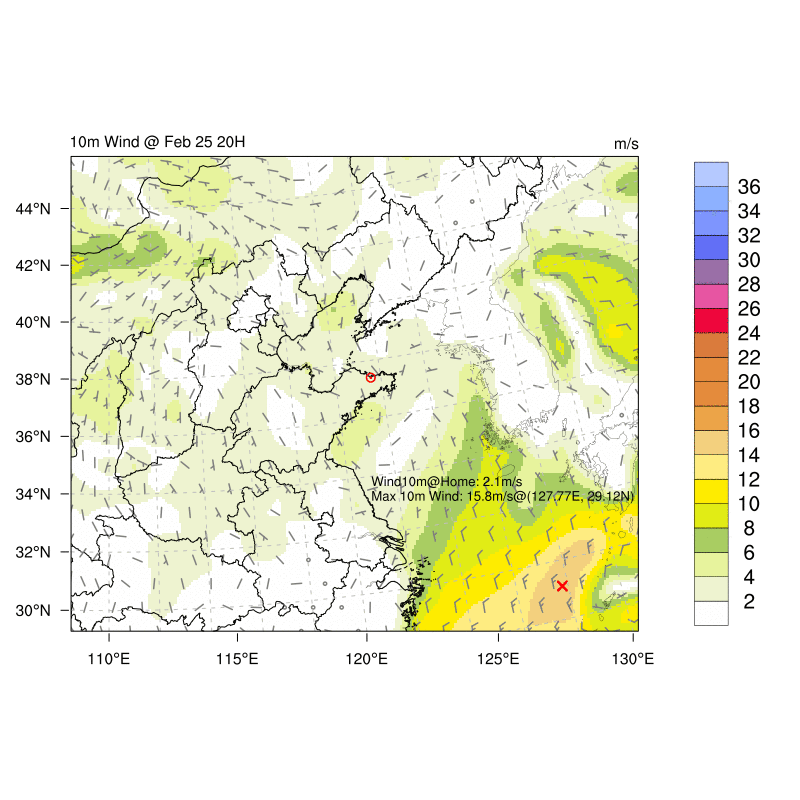 10m Wind @ Feb 25 20H
m/s
44°N
42°N
40°N
38°N
36°N
34°N
32°N
30°N
110°E
115°E
120°E
125°E
130°E
Wind10m@Home: 2.1m/s
Max 10m Wind: 15.8m/s@(127.77E, 29.12N)
36
34
32
30
28
26
24
22
20
18
16
14
12
10
8
6
4
2